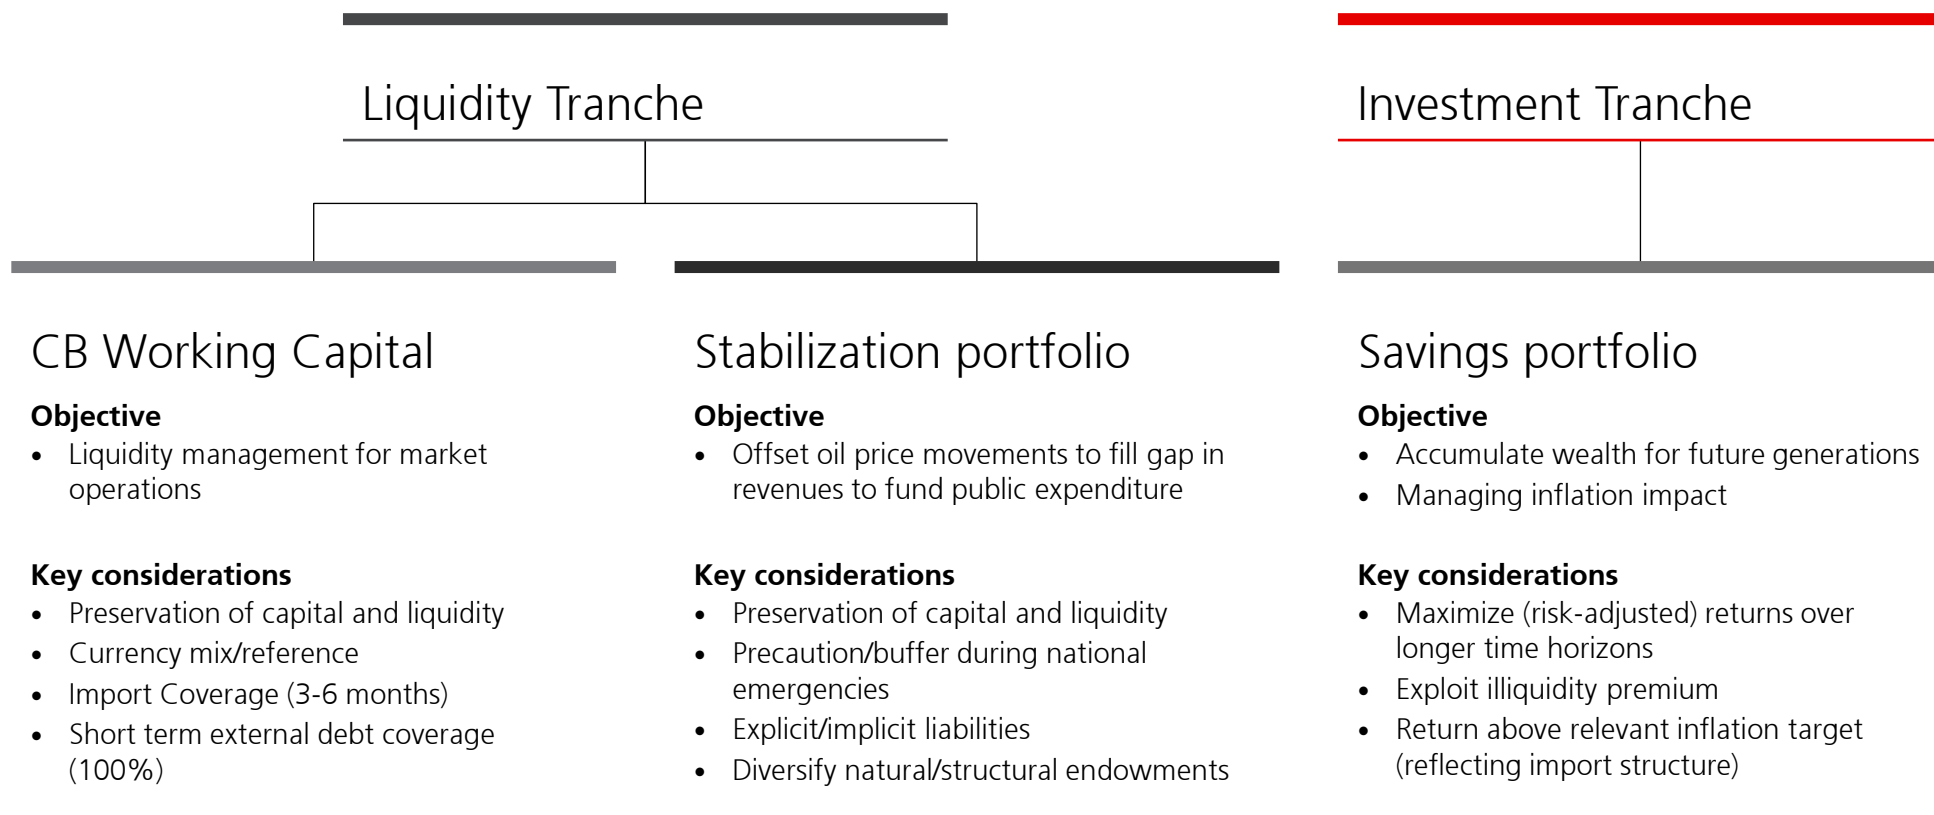 Liquidity Tranche
Investment Tranche
CB Working Capital
Objective
• Liquidity management for market
operations
Key considerations
• Preservation of capital and liquidity
• Currency mix/reference
• Import Coverage (3-6 months)
• Short term external debt coverage
(100%)
Stabilization portfolio
Objective
• Offset oil price movements to fill gap in
revenues to fund public expenditure
Key considerations
• Preservation of capital and liquidity
• Precaution/buffer during national
emergencies
• Explicit/implicit liabilities
• Diversify natural/structural endowments
Savings portfolio
Objective
• Accumulate wealth for future generations
• Managing inflation impact
Key considerations
• Maximize (risk-adjusted) returns over
longer time horizons
• Exploit illiquidity premium
• Return above relevant inflation target
(reflecting import structure)